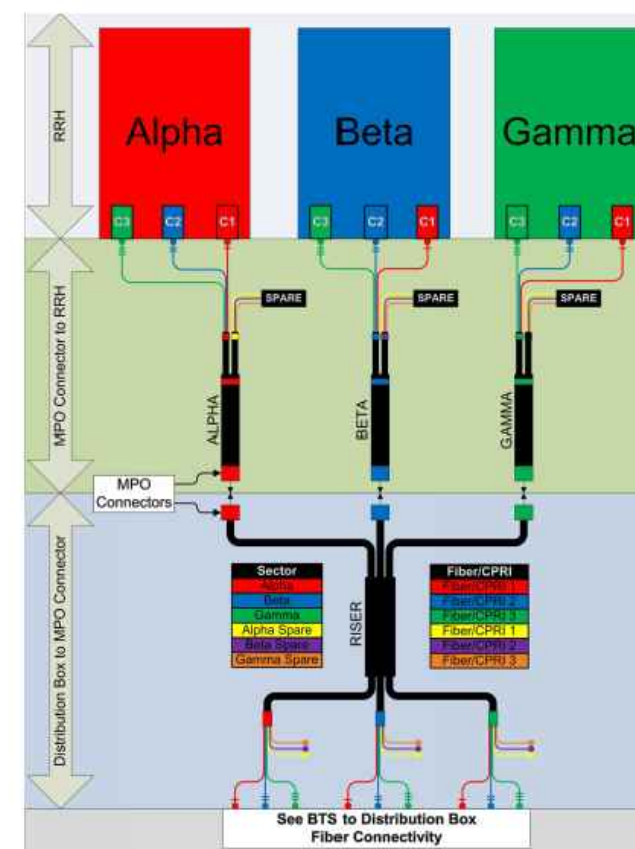 RRH
Alpha
Beta
Gamma
C3
C2
C1
C3
C2
C1
C3
C2
C1
MPO Connector to RRH
SPARE
SPARE
SPARE
ALPHA
BETA
GAMMA
MPO
Connectors
Distribution Box to MPO Connector
Sector
Alpha
Beta
Gamma
Alpha Spare
Beta Spare
Gamma Spare
RISER
Fiber/CPRI
Fiber/CPRI 1
Fiber/CPRI 2
Fiber/CPRI 3
Fiber/CPRI 1
Fiber/CPRI 2
Fiber/CPRI 3
See BTS to Distribution Box
Fiber Connectivity